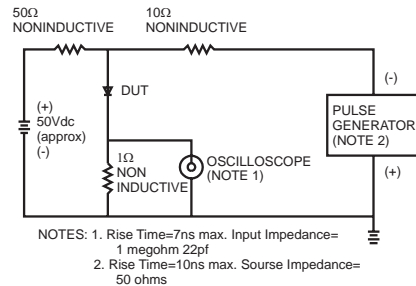 50Ω
NONINDUCTIVE
10Ω
NONINDUCTIVE
DUT
(+)
50Vdc
(approx)
(-)
1Ω
NON
INDUCTIVE
OSCILLOSCOPE
(NOTE 1)
(-)
PULSE
GENERATOR
(NOTE 2)
(+)
NOTES: 1. Rise Time=7ns max. Input Impedance=
1 megohm 22pf
2. Rise Time=10ns max. Sourse Impedance=
50 ohms